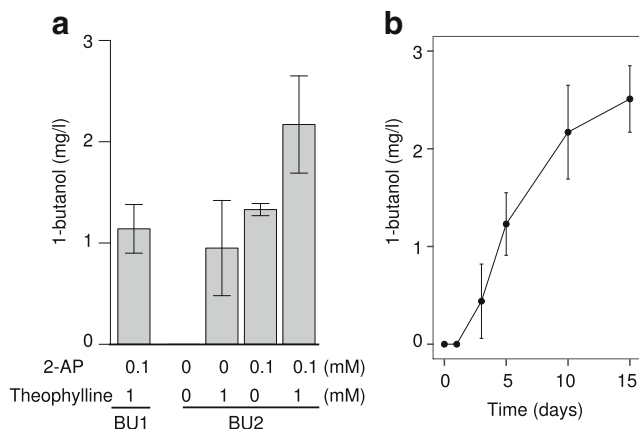 a
1-butanol (mg/l)
3
2
1
0
2-AP 0.1 0 0 0.1 0.1 (mM)
Theophylline 1 0 1 0 1 (mM)
BU1 BU2
b
1-butanol (mg/l)
3
2
1
0
0 5 10 15
Time (days)